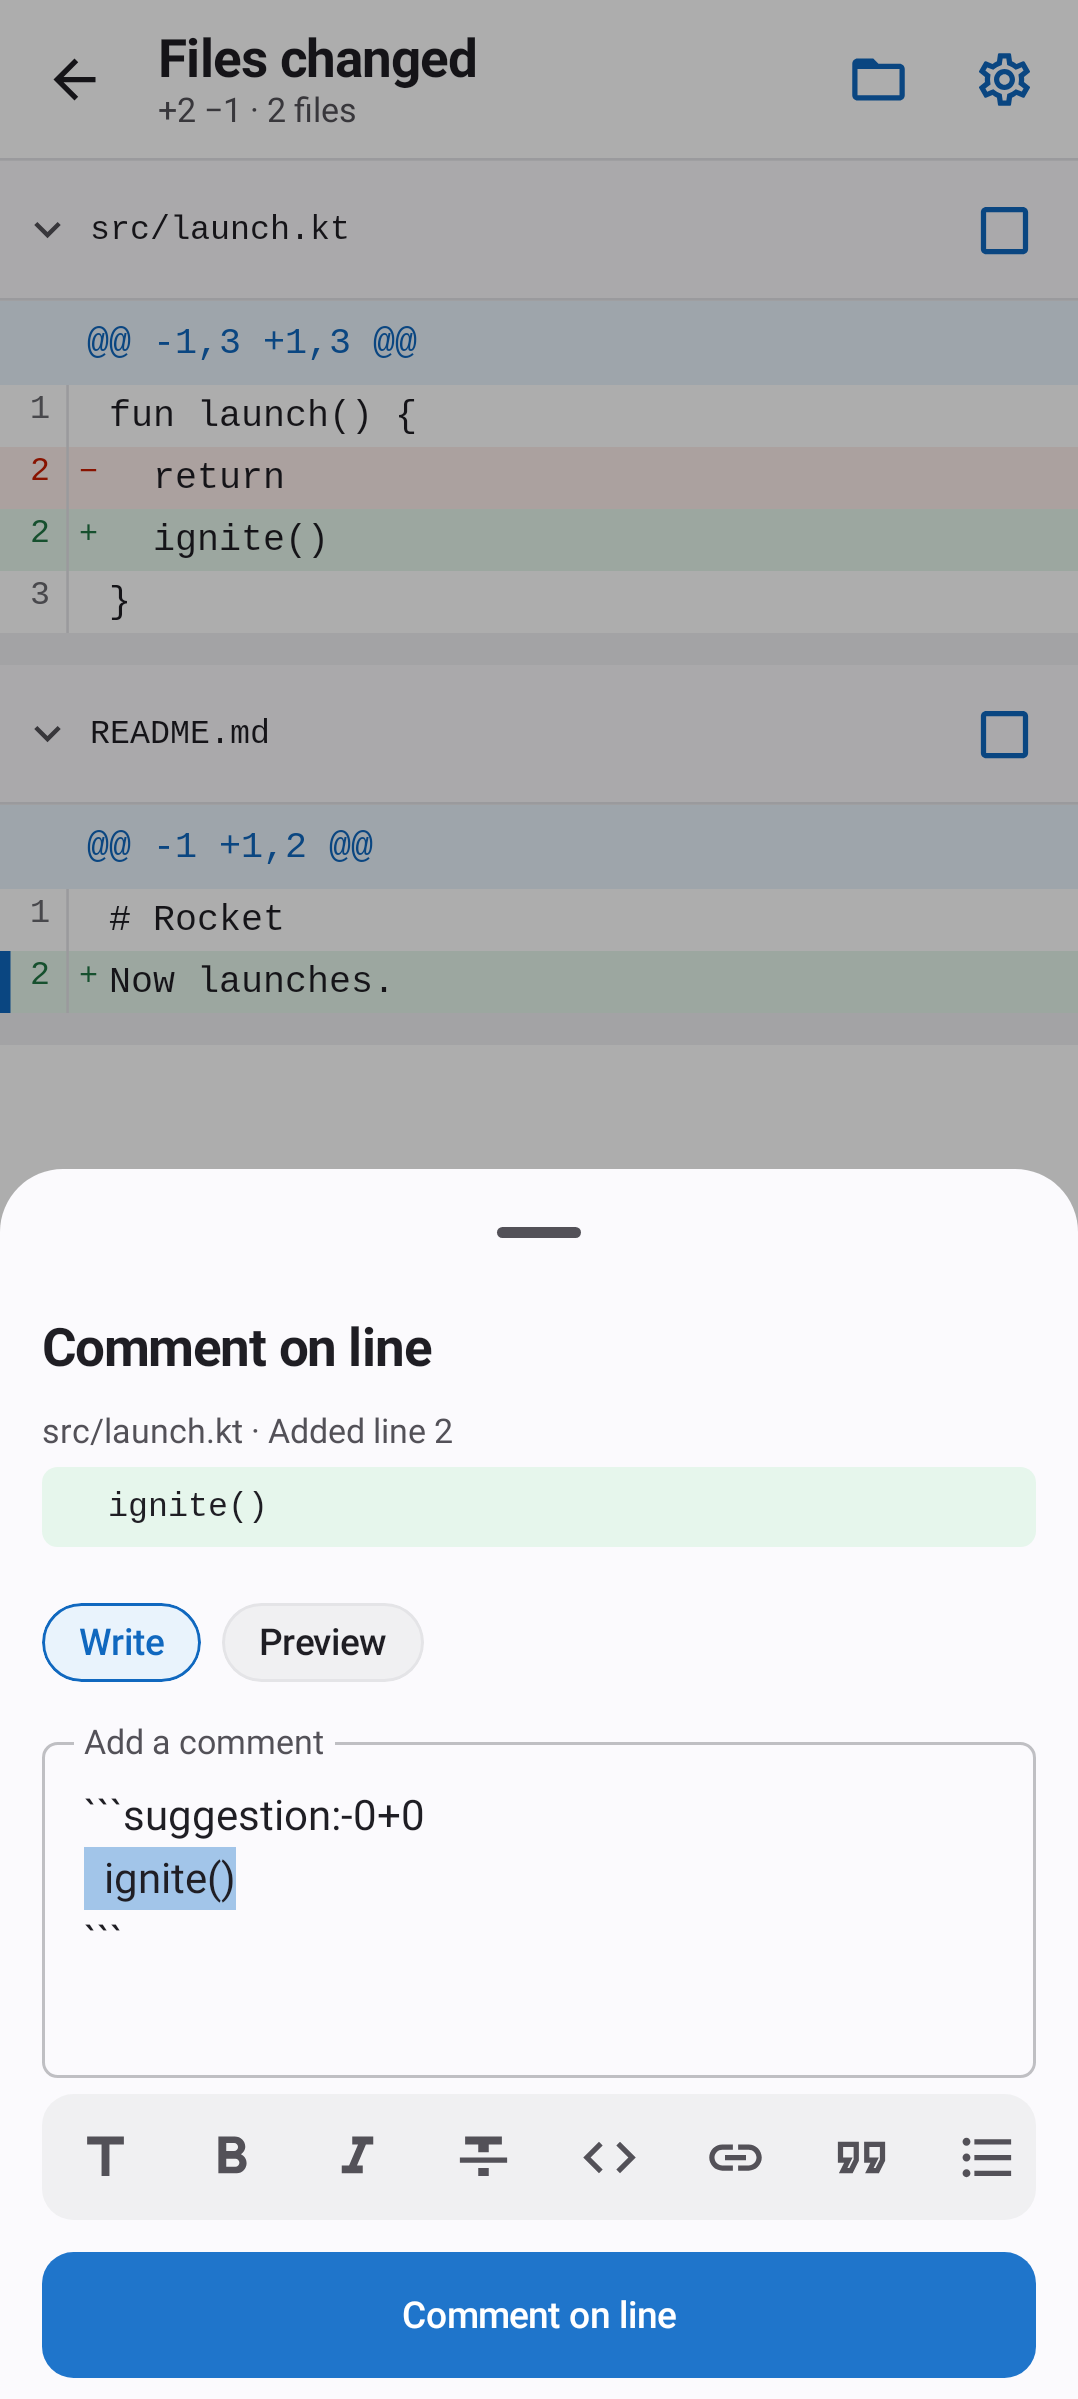 Files changed
+2 −1 · 2 files
src/launch.kt
@@ -1,3 +1,3 @@
1 fun launch() {
2 −   return
2 +   ignite()
3 }
README.md
@@ -1 +1,2 @@
1 # Rocket
2 + Now launches.
Comment on line
src/launch.kt · Added line 2
  ignite()
Write Preview
Add a comment
```suggestion:-0+0
  ignite()
```
Comment on line